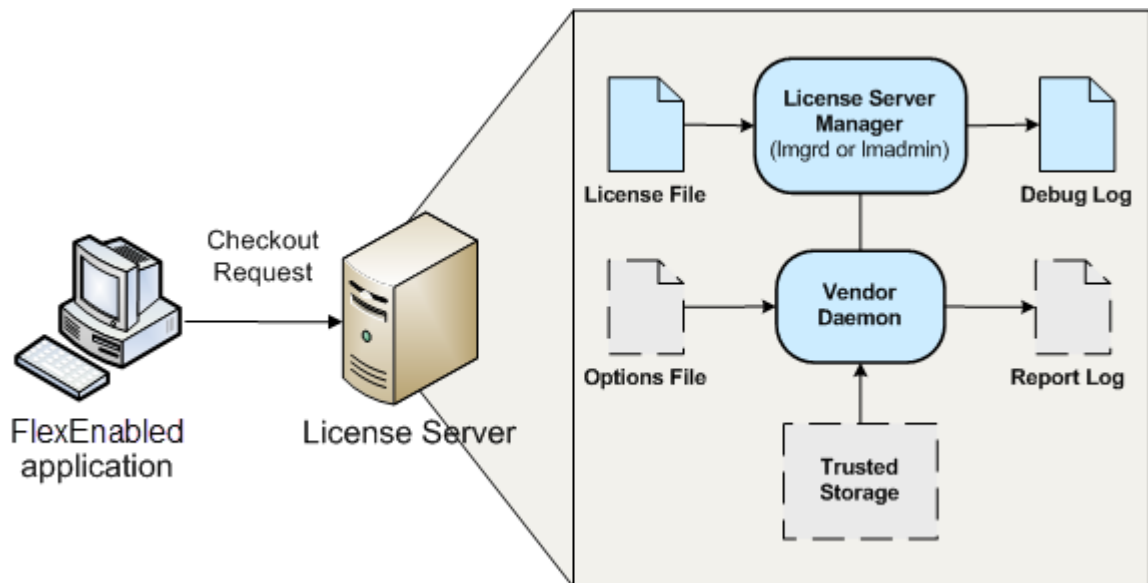 Checkout
Request
FlexEnabled
application
License Server
License Server
Manager
(lmgrd or lmadmin)
License File
Debug Log
Vendor
Daemon
Options File
Report Log
Trusted
Storage